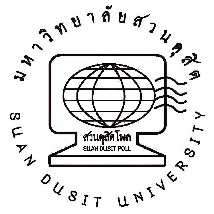 มหาวิทยาลัยสวนดุสิต
สวนดุสิตโพล
SUAN DUSIT POLL
SUAN DUSIT UNIVERSITY